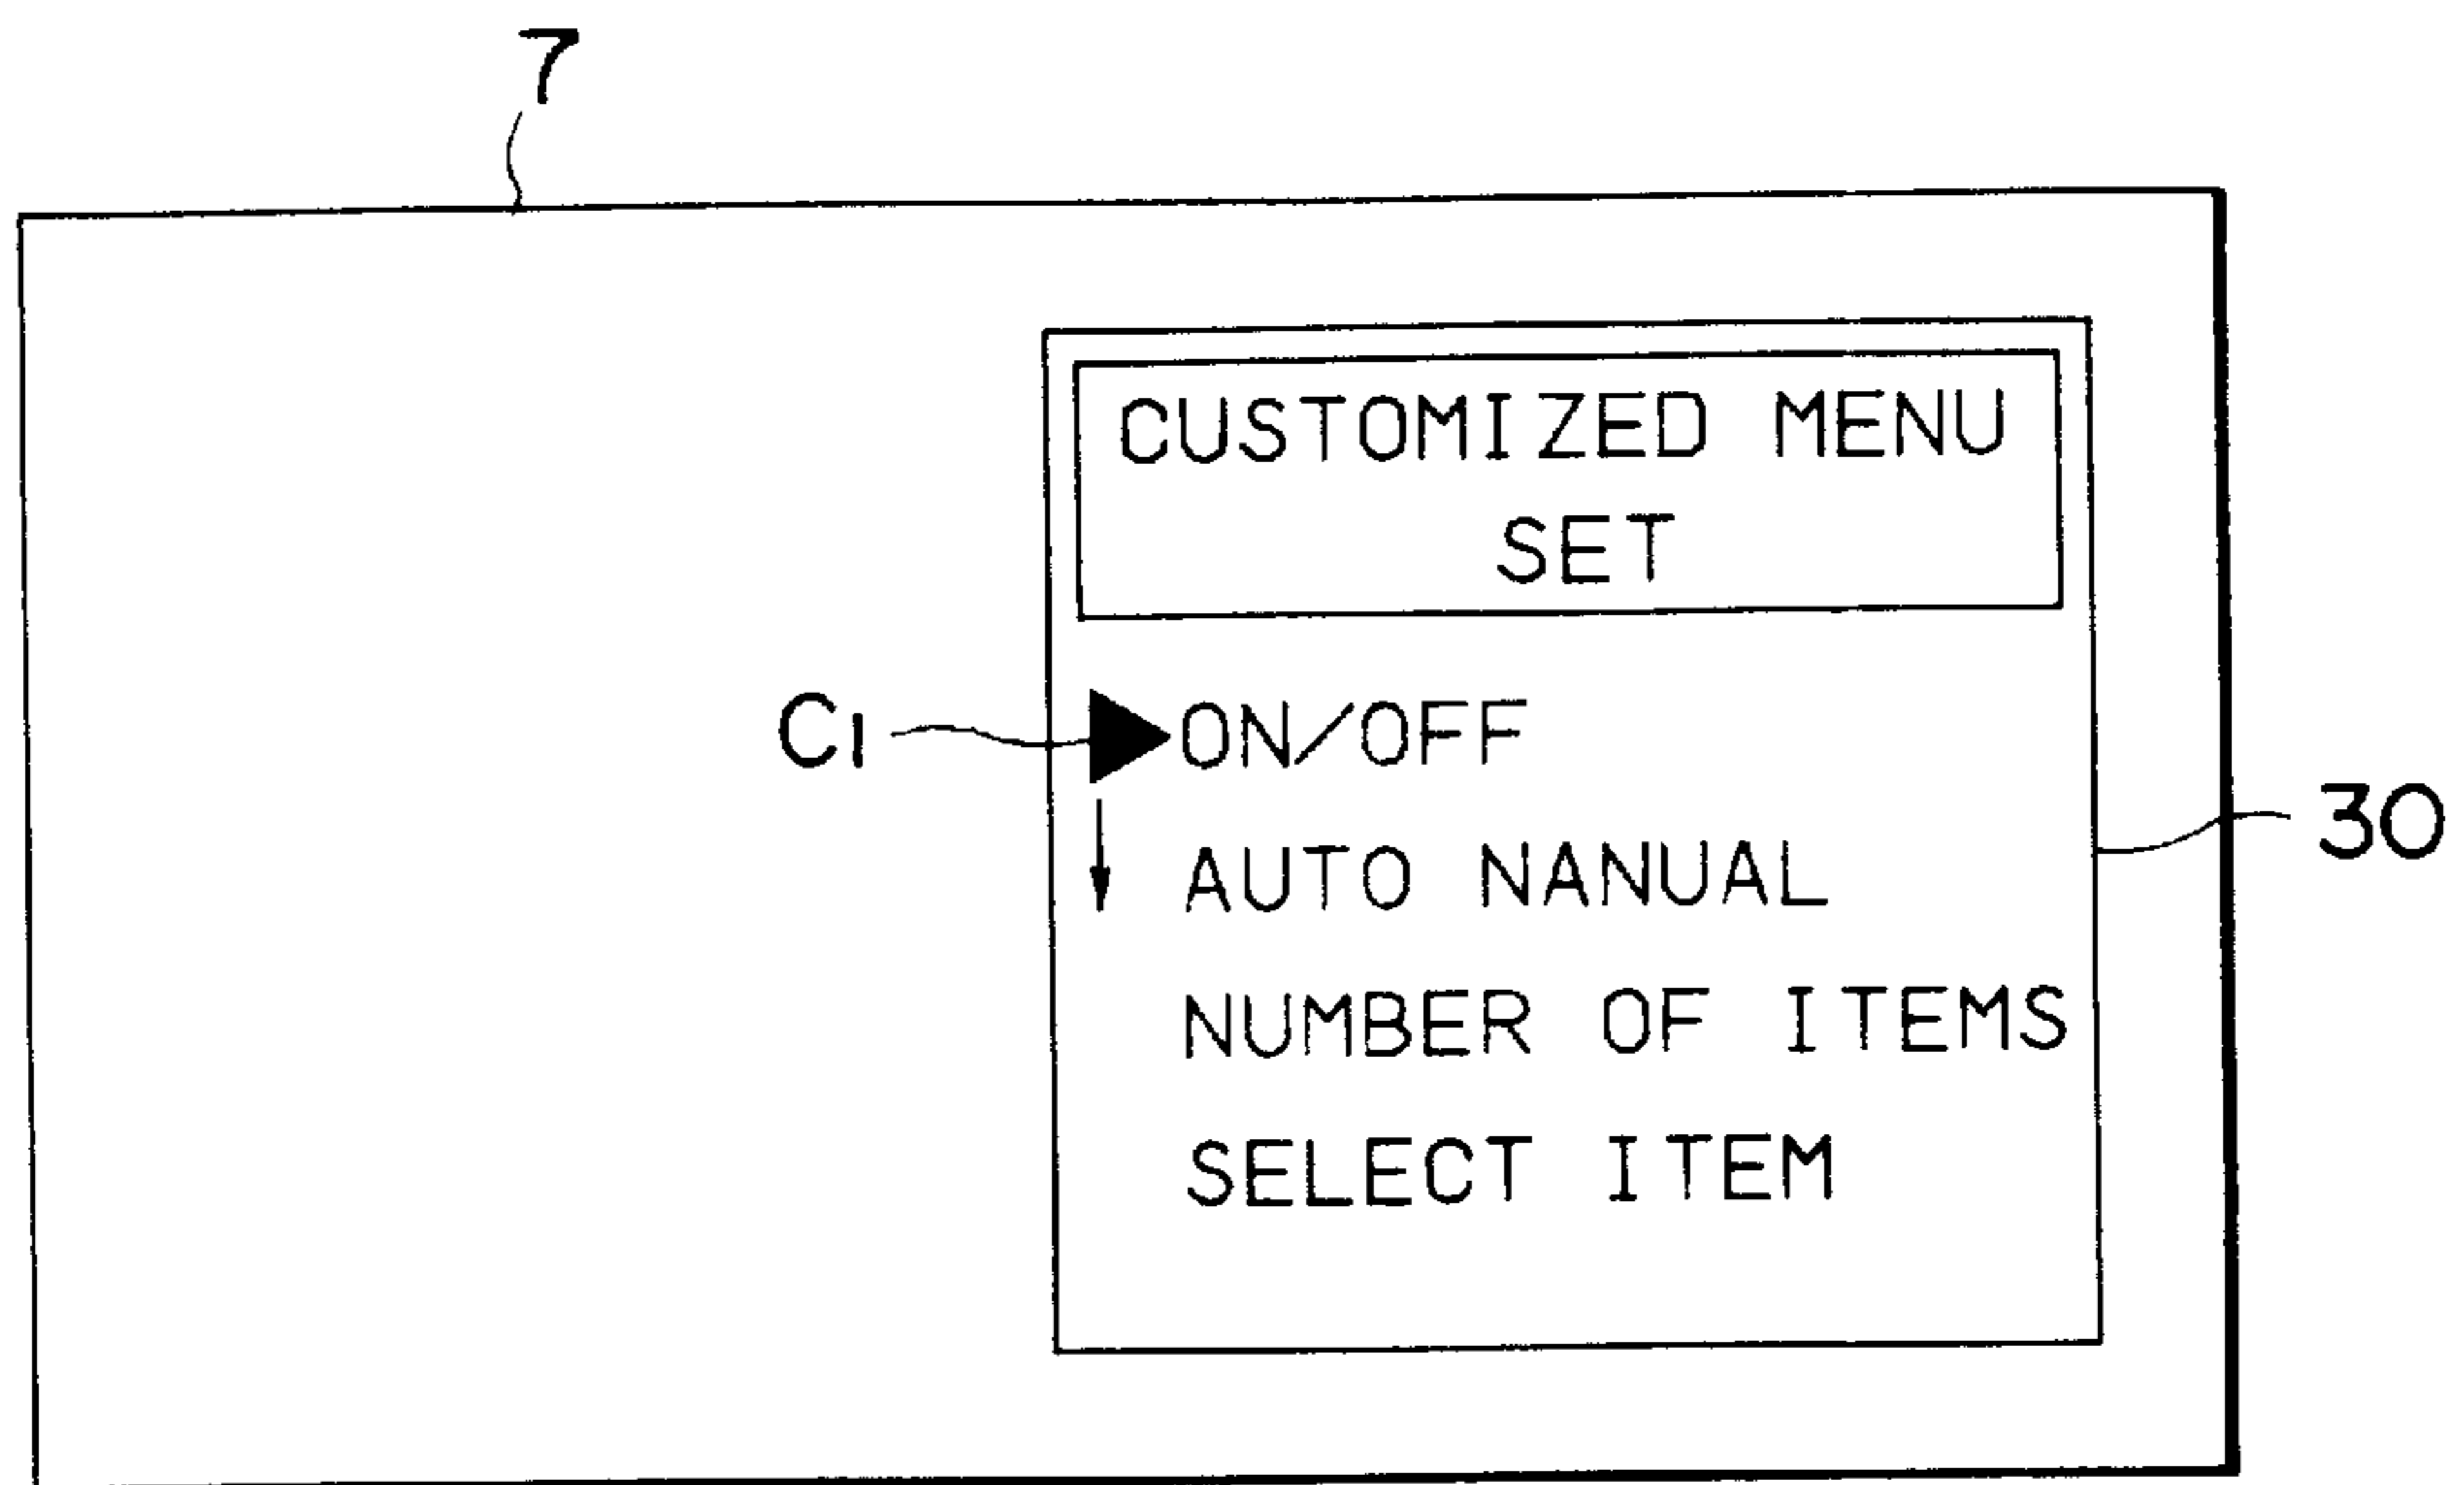 7
CUSTOMIZED MENU
SET
C1
ON/OFF
AUTO NANUAL
30
NUMBER OF ITEMS
SELECT ITEM